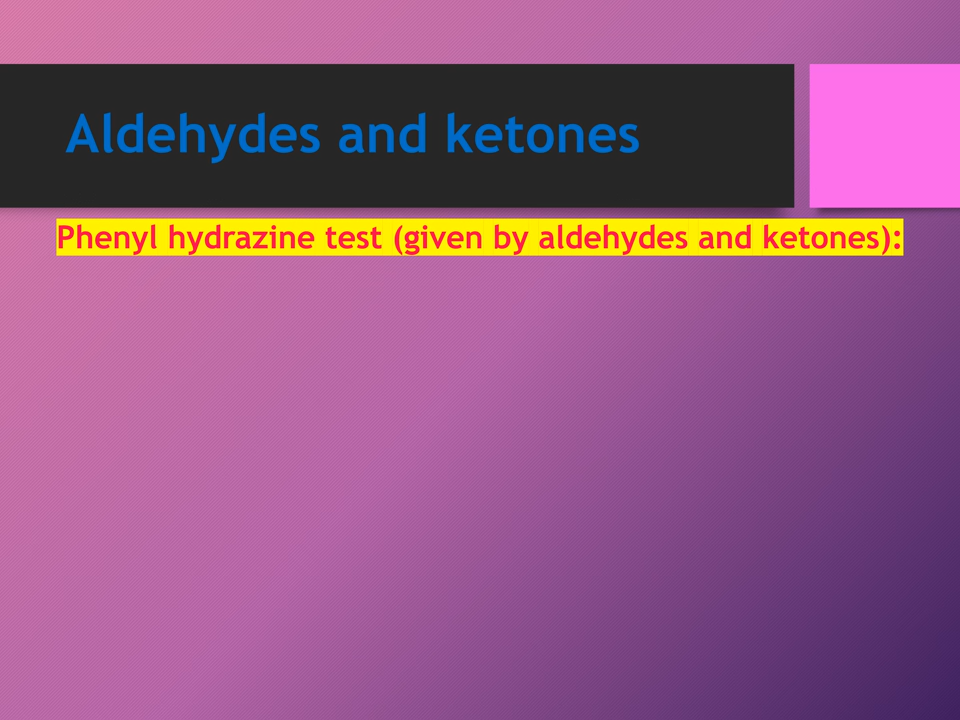 Aldehydes and ketones
Phenyl hydrazine test (given by aldehydes and ketones):